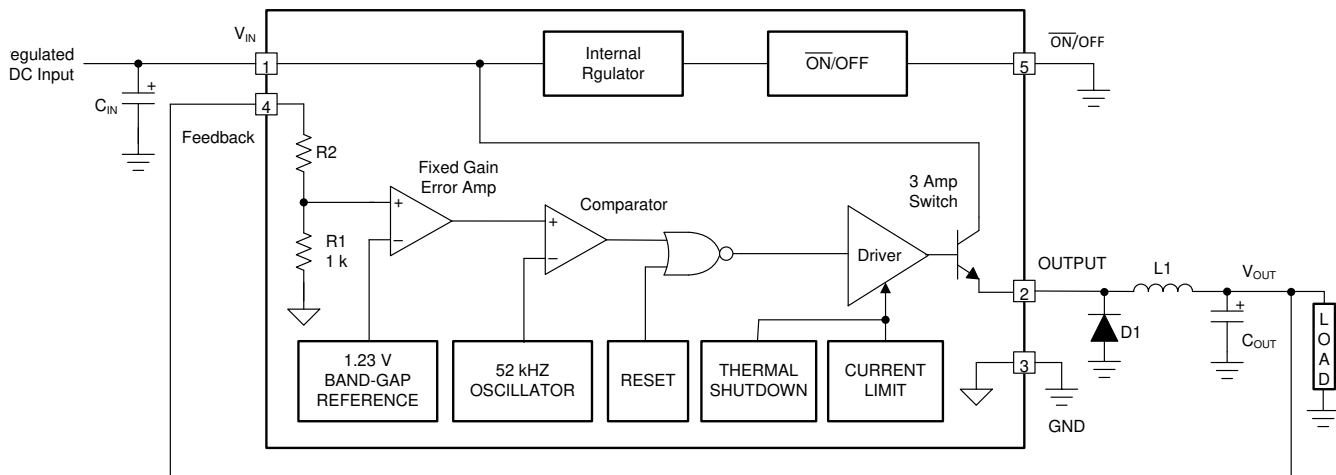 egulated
DC Input
C_IN
+
V_IN
1
4
Feedback
R2
R1
1 k
Fixed Gain
Error Amp
+
−
Comparator
+
−
Internal
Rgulator
O̅N̅/OFF
5
O̅N̅/OFF
3 Amp
Switch
Driver
2
OUTPUT
L1
V_OUT
D1
+
C_OUT
LOAD
1.23 V
BAND-GAP
REFERENCE
52 kHZ
OSCILLATOR
RESET
THERMAL
SHUTDOWN
CURRENT
LIMIT
3
GND